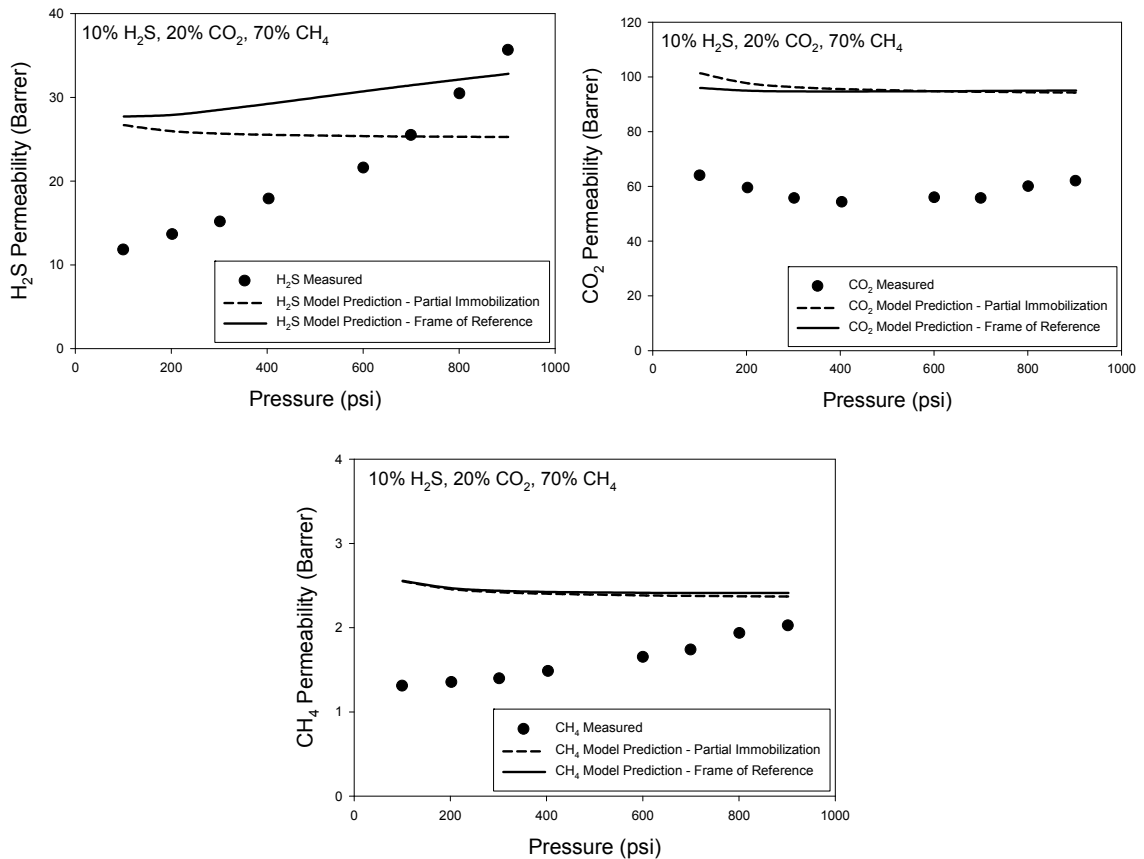 10% H₂S, 20% CO₂, 70% CH₄
H₂S Permeability (Barrer)
40
30
20
10
0
H₂S Measured
H₂S Model Prediction - Partial Immobilization
H₂S Model Prediction - Frame of Reference
0 200 400 600 800 1000
Pressure (psi)
10% H₂S, 20% CO₂, 70% CH₄
CO₂ Permeability (Barrer)
120
100
80
60
40
20
0
CO₂ Measured
CO₂ Model Prediction - Partial Immobilization
CO₂ Model Prediction - Frame of Reference
0 200 400 600 800 1000
Pressure (psi)
10% H₂S, 20% CO₂, 70% CH₄
CH₄ Permeability (Barrer)
4
3
2
1
0
CH₄ Measured
CH₄ Model Prediction - Partial Immobilization
CH₄ Model Prediction - Frame of Reference
0 200 400 600 800 1000
Pressure (psi)